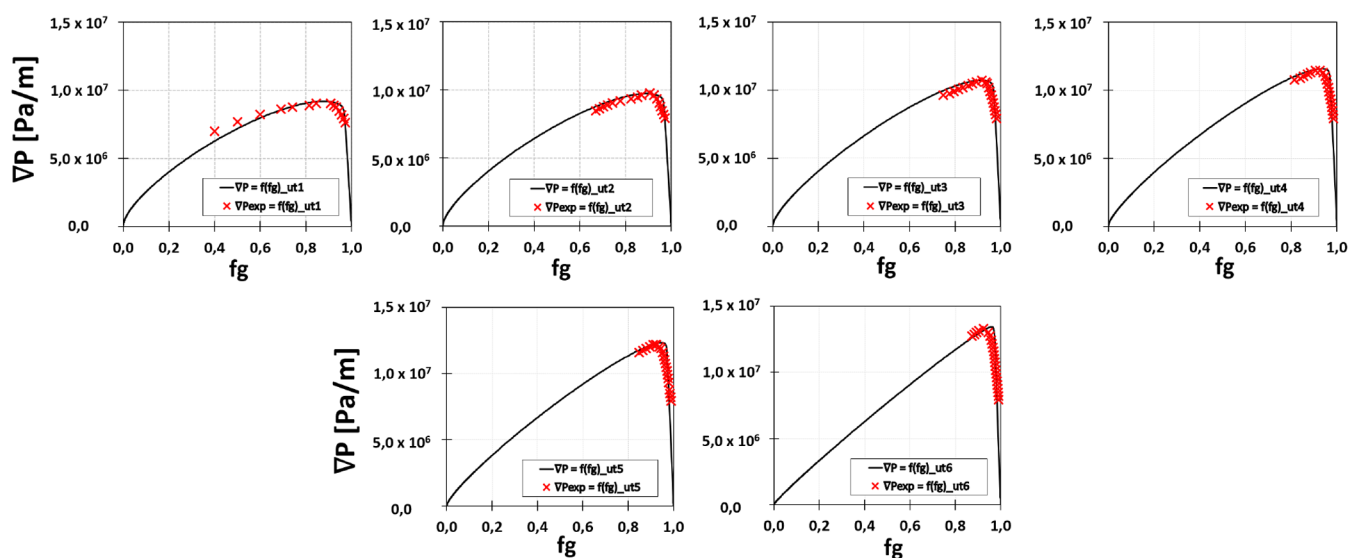 ∇P [Pa/m]
1,5 x 10⁷
1,0 x 10⁷
5,0 x 10⁶
0,0
0,0 0,2 0,4 0,6 0,8 1,0
fg
∇P = f(fg)_ut1
∇Pexp = f(fg)_ut1
1,5 x 10⁷
1,0 x 10⁷
5,0 x 10⁶
0,0
0,0 0,2 0,4 0,6 0,8 1,0
fg
∇P = f(fg)_ut2
∇Pexp = f(fg)_ut2
1,5 x 10⁷
1,0 x 10⁷
5,0 x 10⁶
0,0
0,0 0,2 0,4 0,6 0,8 1,0
fg
∇P = f(fg)_ut3
∇Pexp = f(fg)_ut3
1,5 x 10⁷
1,0 x 10⁷
5,0 x 10⁶
0,0
0,0 0,2 0,4 0,6 0,8 1,0
fg
∇P = f(fg)_ut4
∇Pexp = f(fg)_ut4
∇P [Pa/m]
1,5 x 10⁷
1,0 x 10⁷
5,0 x 10⁶
0,0
0,0 0,2 0,4 0,6 0,8 1,0
fg
∇P = f(fg)_ut5
∇Pexp = f(fg)_ut5
1,5 x 10⁷
1,0 x 10⁷
5,0 x 10⁶
0,0
0,0 0,2 0,4 0,6 0,8 1,0
fg
∇P = f(fg)_ut6
∇Pexp = f(fg)_ut6